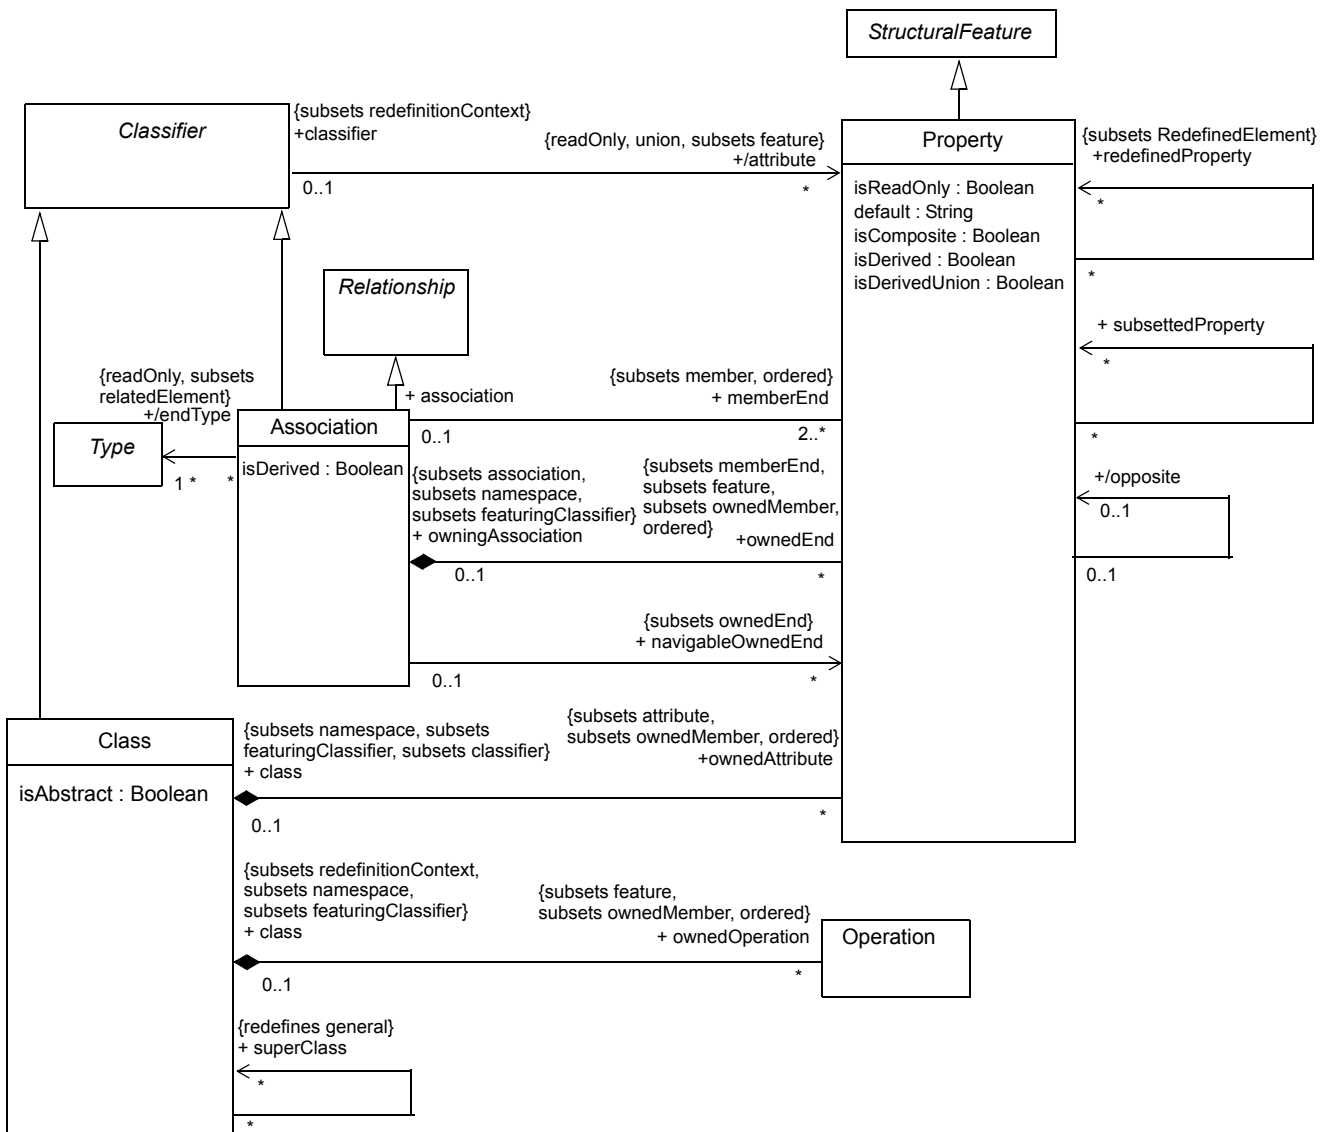 StructuralFeature
Classifier
{subsets redefinitionContext}
+classifier
0..1
{readOnly, union, subsets feature}
+/attribute
*
Property
isReadOnly : Boolean
default : String
isComposite : Boolean
isDerived : Boolean
isDerivedUnion : Boolean
{subsets RedefinedElement}
+redefinedProperty
*
*
+ subsettedProperty
*
*
+/opposite
0..1
0..1
Relationship
{readOnly, subsets
relatedElement}
+/endType
Type
1 *
*
Association
isDerived : Boolean
+ association
0..1
{subsets member, ordered}
+ memberEnd
2..*
{subsets association,
subsets namespace,
subsets featuringClassifier}
+ owningAssociation
0..1
{subsets memberEnd,
subsets feature,
subsets ownedMember,
ordered}
+ownedEnd
*
{subsets ownedEnd}
+ navigableOwnedEnd
0..1
*
Class
isAbstract : Boolean
{subsets namespace, subsets
featuringClassifier, subsets classifier}
+ class
0..1
{subsets attribute,
subsets ownedMember, ordered}
+ownedAttribute
*
{subsets redefinitionContext,
subsets namespace,
subsets featuringClassifier}
+ class
0..1
{subsets feature,
subsets ownedMember, ordered}
+ ownedOperation
*
Operation
{redefines general}
+ superClass
*
*